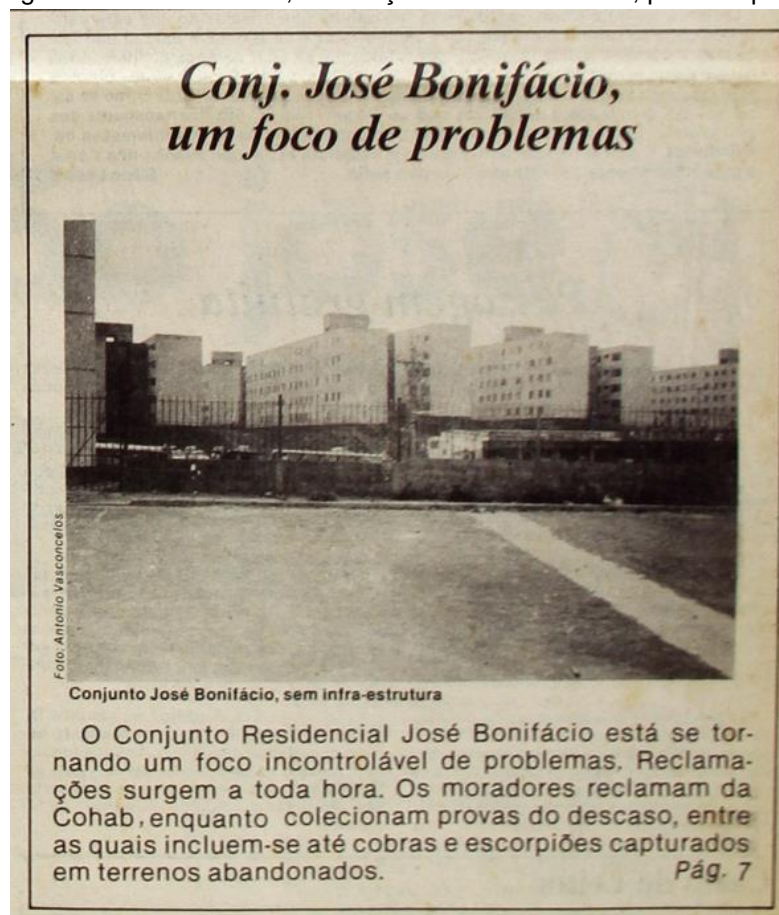 Conj. José Bonifácio,
um foco de problemas
Foto: Antonio Vasconcelos
Conjunto José Bonifácio, sem infra-estrutura
O Conjunto Residencial José Bonifácio está se tor-
nando um foco incontrolável de problemas. Reclama-
ções surgem a toda hora. Os moradores reclamam da
Cohab, enquanto colecionam provas do descaso, entre
as quais incluem-se até cobras e escorpiões capturados
em terrenos abandonados. Pág. 7